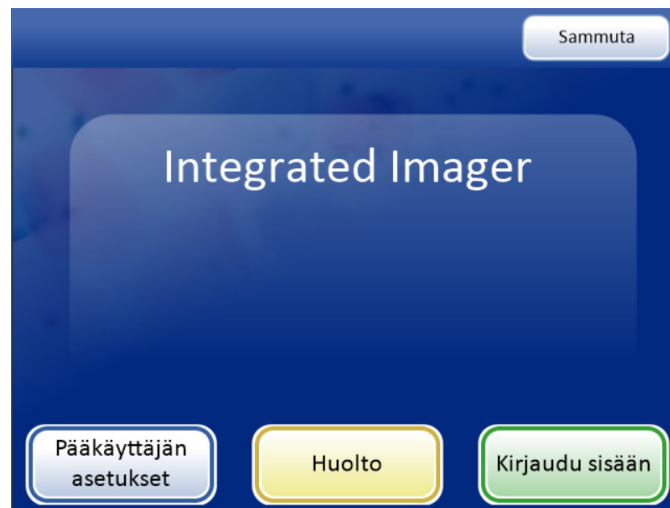 Sammuta
Integrated Imager
Pääkäyttäjän
asetukset
Huolto
Kirjaudu sisään